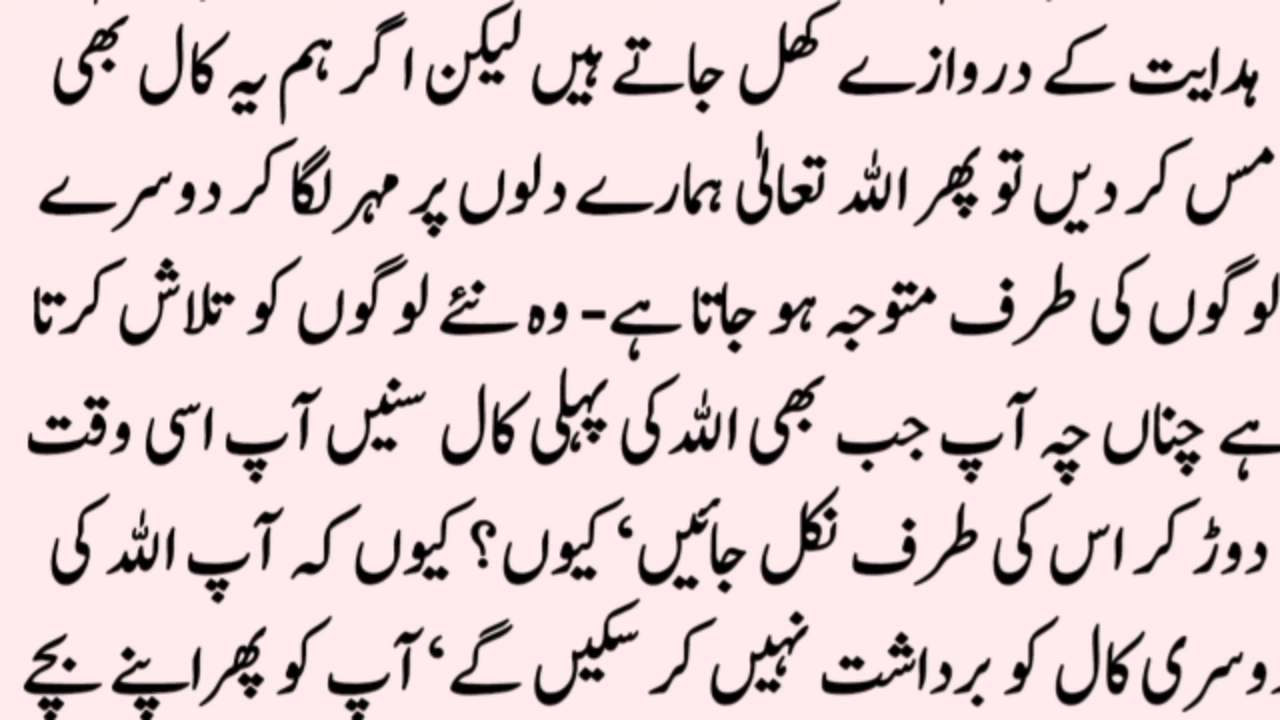 ہدایت کے دروازے کھل جاتے ہیں لیکن اگر ہم یہ کال بھی
مس کر دیں تو پھر اللہ تعالیٰ ہمارے دلوں پر مہر لگا کر دوسرے
لوگوں کی طرف متوجہ ہو جاتا ہے- وہ نئے لوگوں کو تلاش کرتا
ہے چناں چہ آپ جب بھی اللہ کی پہلی کال سنیں آپ اسی وقت
دوڑ کر اس کی طرف نکل جائیں‘ کیوں؟ کیوں کہ آپ اللہ کی
دوسری کال کو برداشت نہیں کر سکیں گے‘ آپ کو پھر اپنے بچے